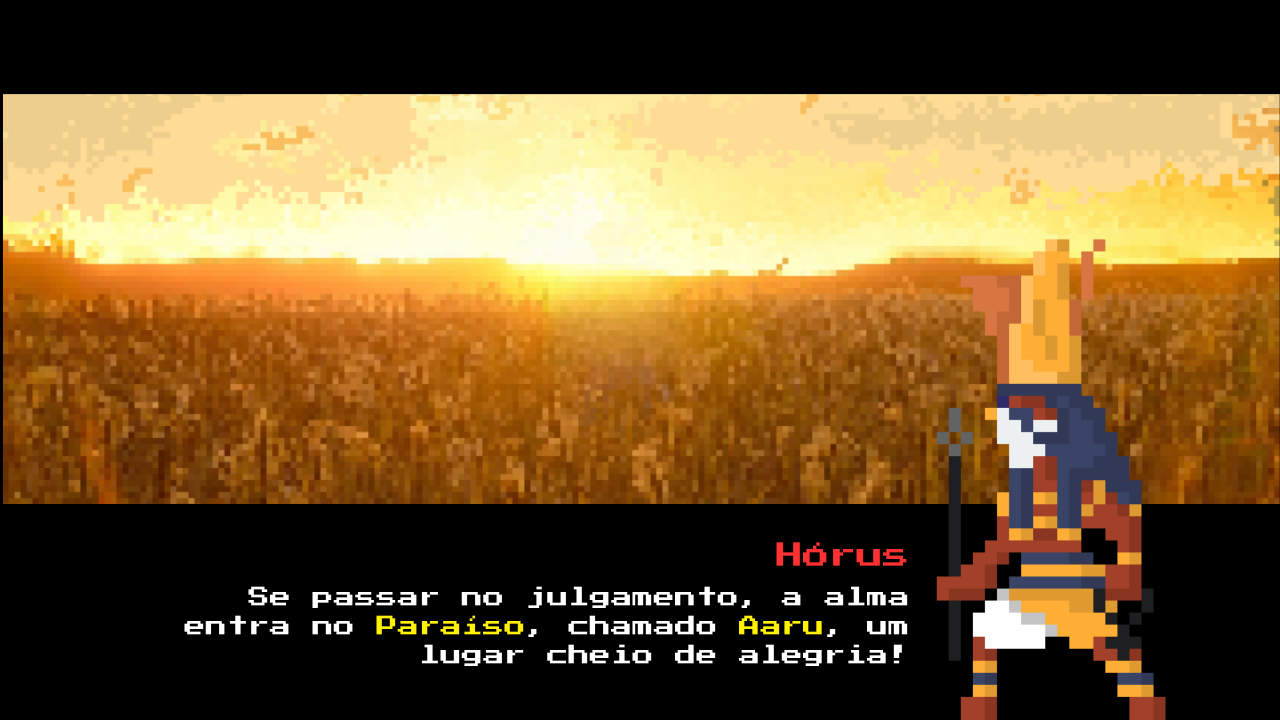 Hórus
Se passar no julgamento, a alma
entra no Paraíso, chamado Aaru, um
lugar cheio de alegria!